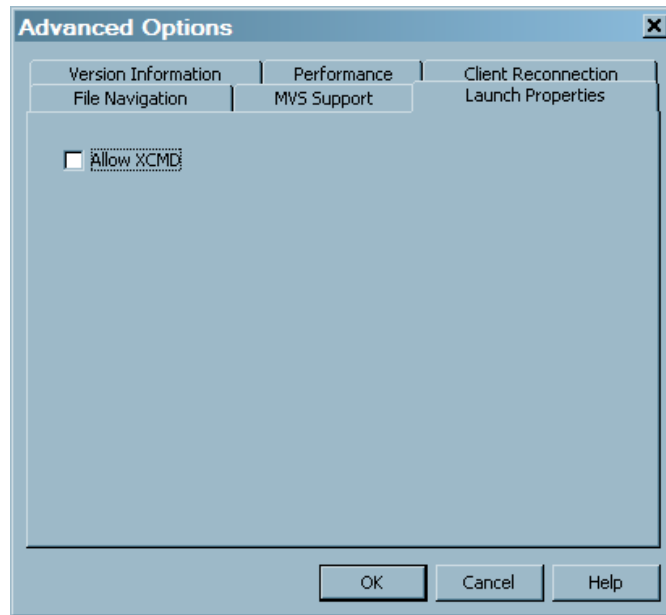 Advanced Options
Version Information
Performance
Client Reconnection
File Navigation
MVS Support
Launch Properties
Allow XCMD
OK
Cancel
Help